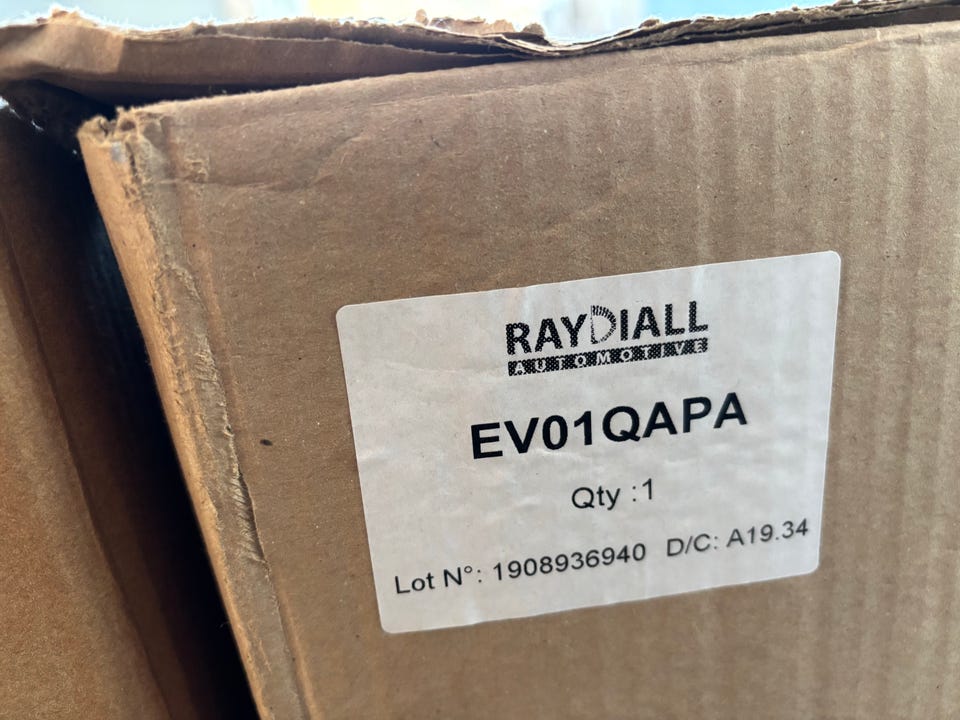 RAYDIALL
AUTOMOTIVE
EV01QAPA
Qty :1
Lot N°: 1908936940 D/C: A19.34